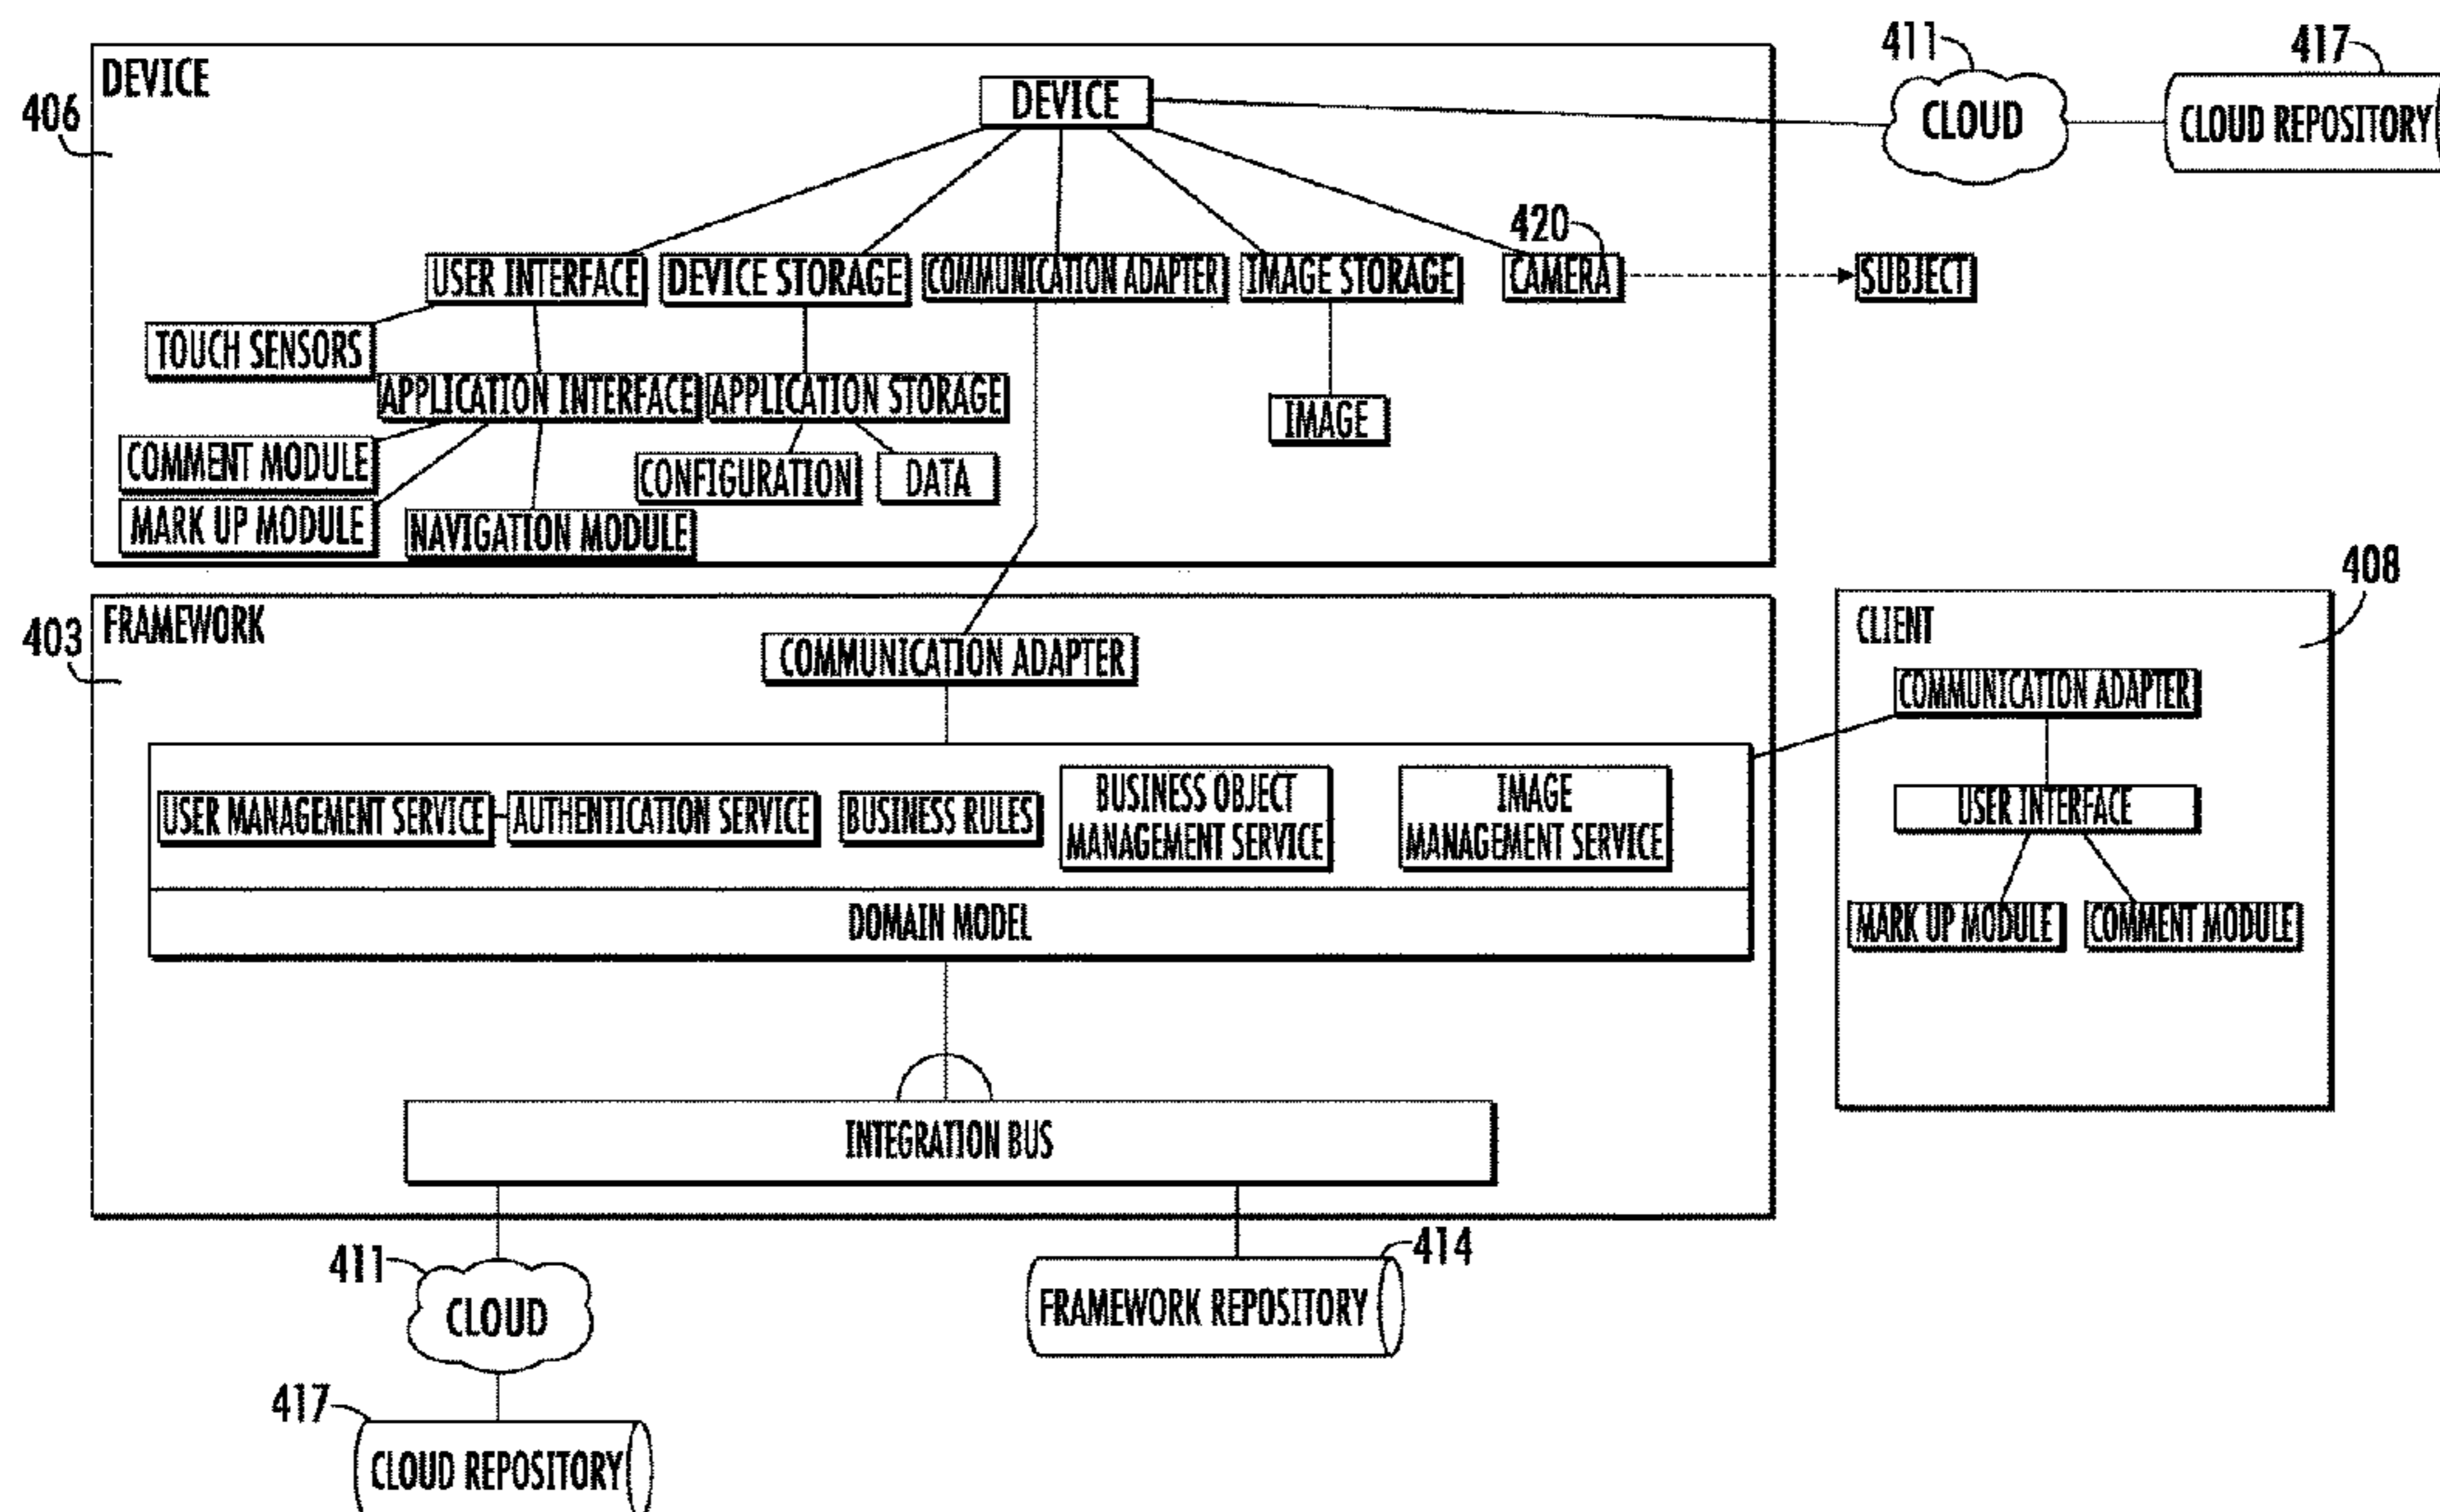 411
417
DEVICE
DEVICE
406
CLOUD
CLOUD REPOSITORY
420
USER INTERFACE
DEVICE STORAGE
COMMUNICATION ADAPTER
IMAGE STORAGE
CAMERA
SUBJECT
TOUCH SENSORS
APPLICATION INTERFACE
APPLICATION STORAGE
IMAGE
COMMENT MODULE
CONFIGURATION
DATA
MARK UP MODULE
NAVIGATION MODULE
408
FRAMEWORK
403
CLIENT
COMMUNICATION ADAPTER
COMMUNICATION ADAPTER
USER MANAGEMENT SERVICE
AUTHENTICATION SERVICE
BUSINESS RULES
BUSINESS OBJECT
MANAGEMENT SERVICE
IMAGE
MANAGEMENT SERVICE
USER INTERFACE
DOMAIN MODEL
MARK UP MODULE
COMMENT MODULE
INTEGRATION BUS
411
414
CLOUD
FRAMEWORK REPOSITORY
417
CLOUD REPOSITORY